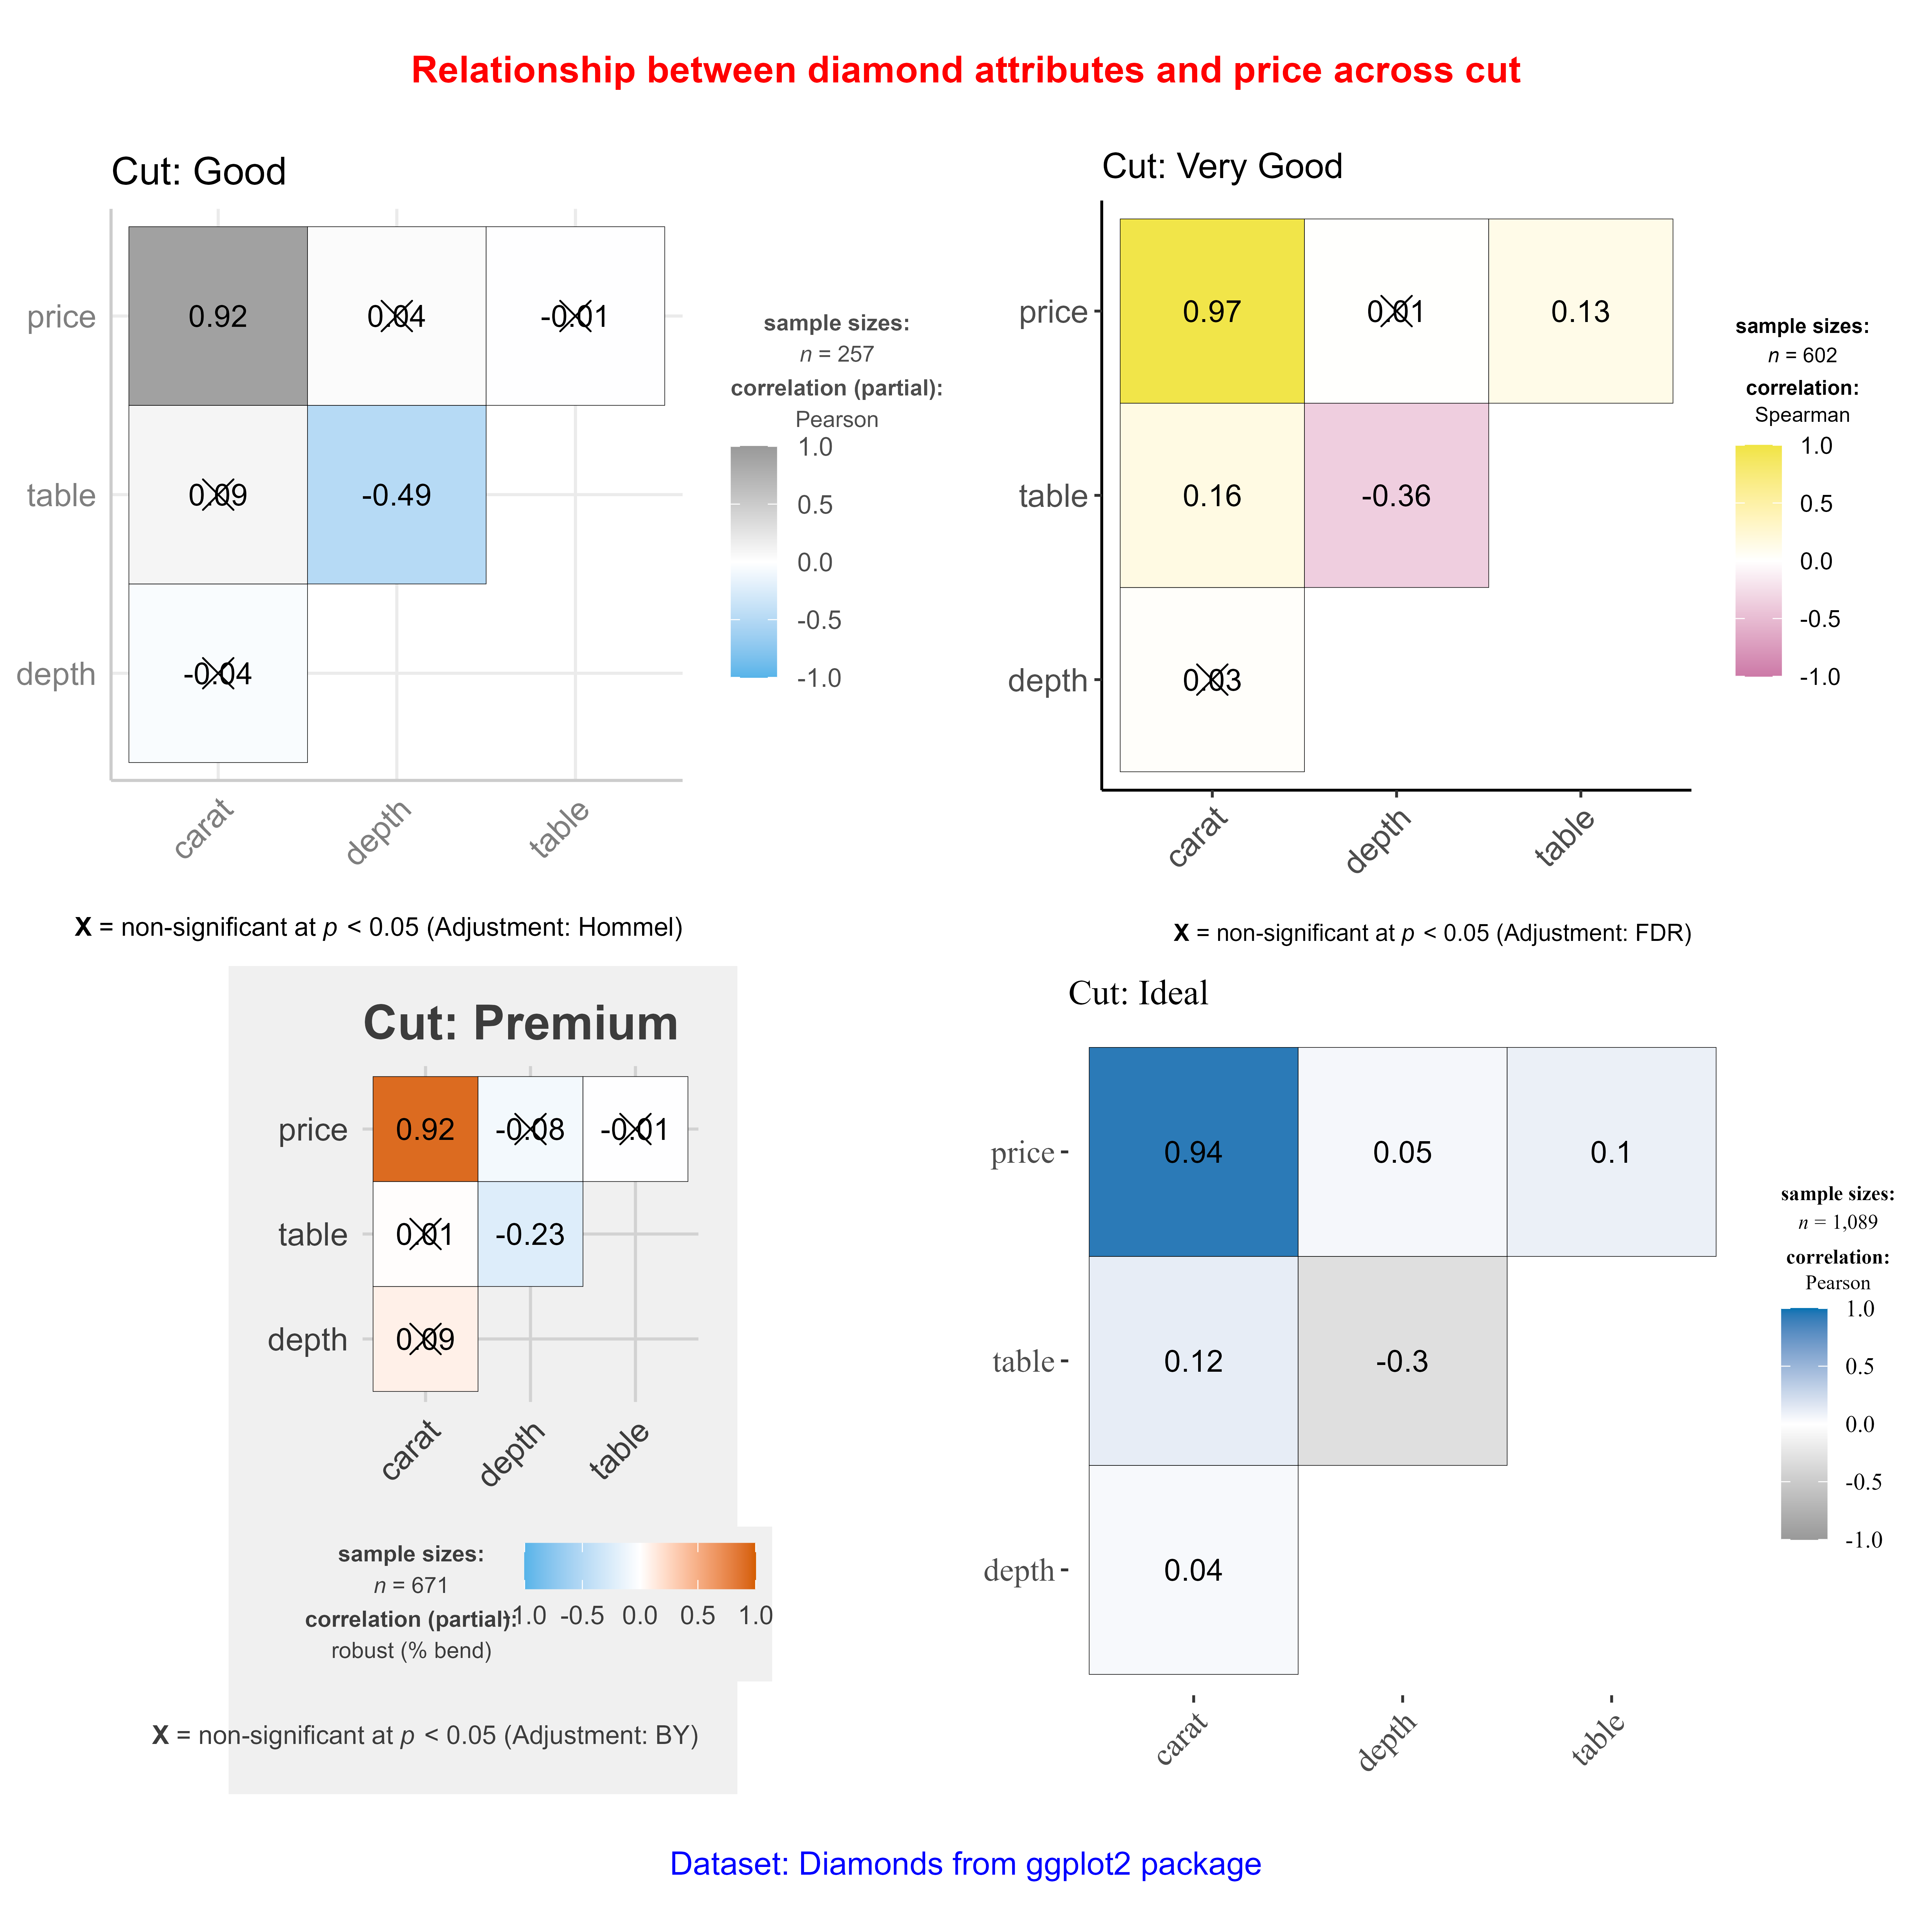 Relationship between diamond attributes and price across cut
Cut: Good
price
0.92
0.04
-0.01
table
0.09
-0.49
depth
-0.04
carat
depth
table
sample sizes:
n = 257
correlation (partial):
Pearson
1.0
0.5
0.0
-0.5
-1.0
X = non-significant at p < 0.05 (Adjustment: Hommel)
Cut: Very Good
price
0.97
0.01
0.13
table
0.16
-0.36
depth
0.03
carat
depth
table
sample sizes:
n = 602
correlation:
Spearman
1.0
0.5
0.0
-0.5
-1.0
X = non-significant at p < 0.05 (Adjustment: FDR)
Cut: Premium
price
0.92
-0.08
-0.01
table
0.01
-0.23
depth
0.09
carat
depth
table
sample sizes:
n = 671
correlation (partial):
robust (% bend)
-1.0 -0.5 0.0 0.5 1.0
X = non-significant at p < 0.05 (Adjustment: BY)
Cut: Ideal
price
0.94
0.05
0.1
table
0.12
-0.3
depth
0.04
carat
depth
table
sample sizes:
n = 1,089
correlation:
Pearson
1.0
0.5
0.0
-0.5
-1.0
Dataset: Diamonds from ggplot2 package